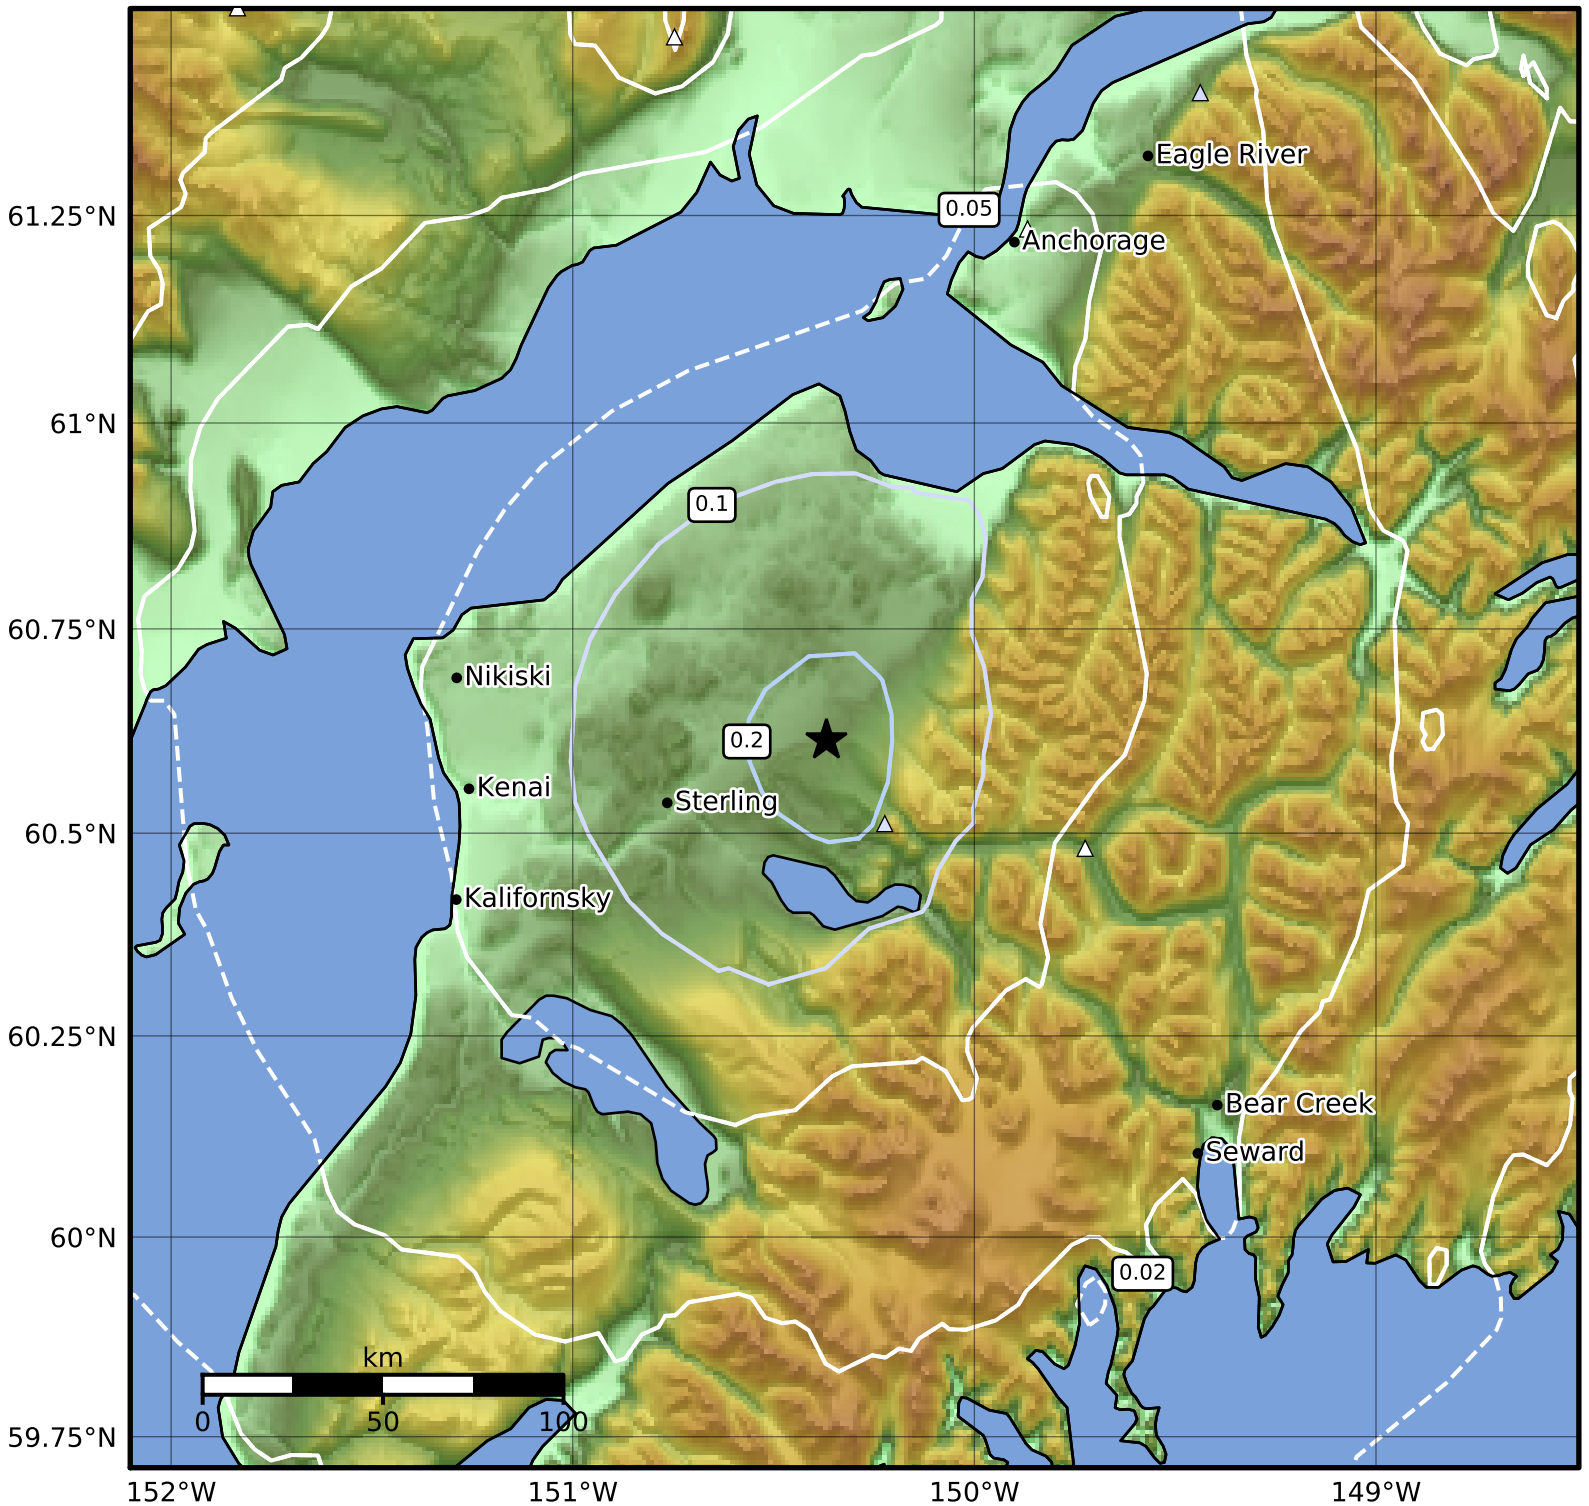 Eagle River
0.05
61.25°N
Anchorage
61°N
0.1
60.75°N
Nikiski
0.2
Kenai
Sterling
60.5°N
Kalifornsky
60.25°N
Bear Creek
Seward
60°N
0.02
km
0 50 100
59.75°N
152°W 151°W 150°W 149°W